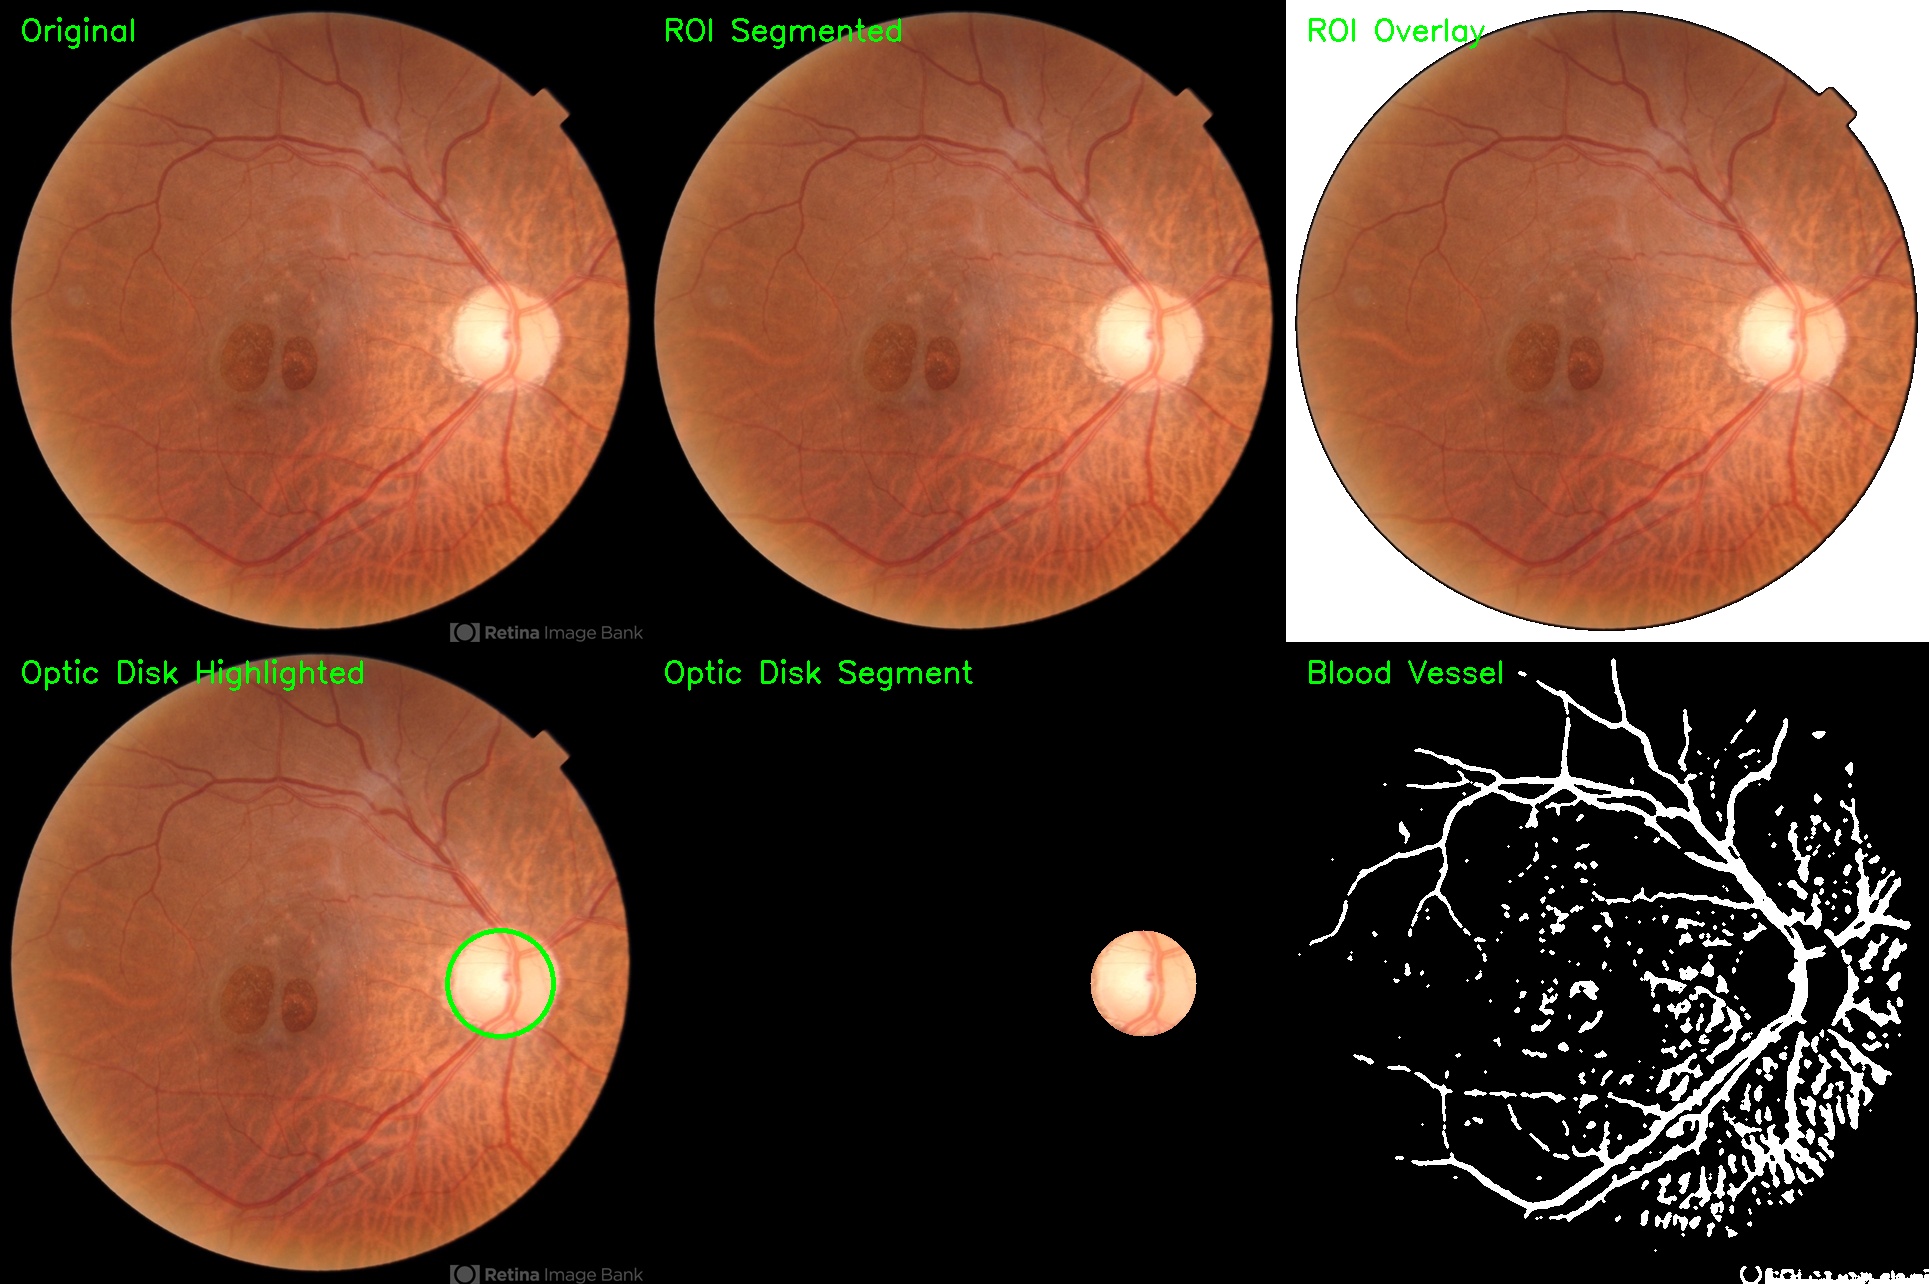 Original
ROI Segmented
ROI Overlay
Retina Image Bank
Optic Disk Highlighted
Optic Disk Segment
Blood Vessel
Retina Image Bank